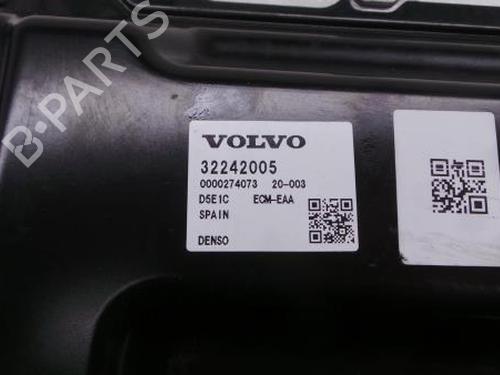 VOLVO
32242005
0000274073 20-003
D5E1C ECM-EAA
SPAIN
DENSO
B-PARTS